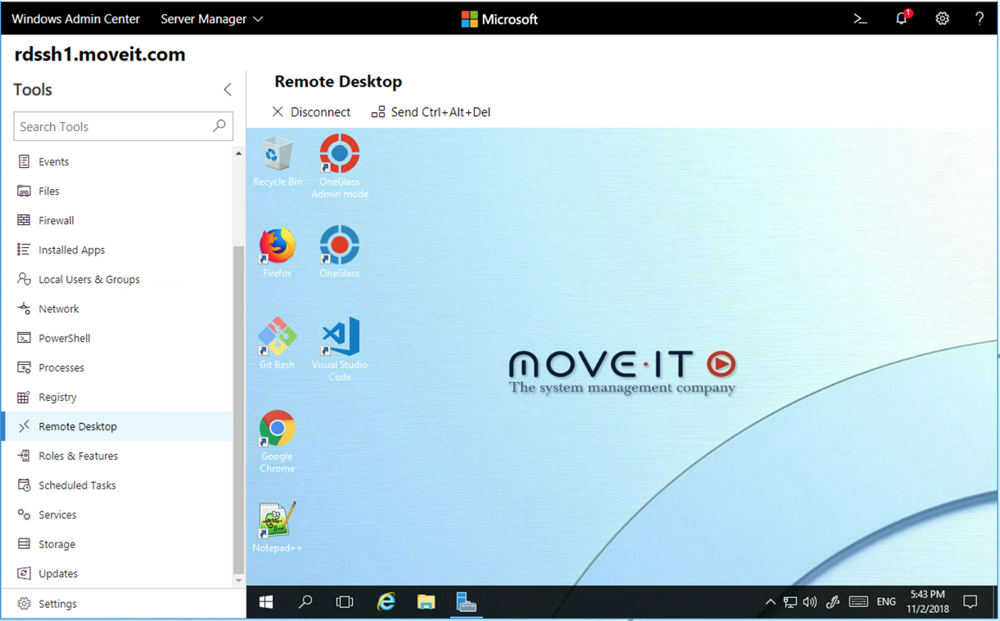 Windows Admin Center
Server Manager
Microsoft
1
rdssh1.moveit.com
Tools
Search Tools
Events
Files
Firewall
Installed Apps
Local Users & Groups
Network
PowerShell
Processes
Registry
Remote Desktop
Roles & Features
Scheduled Tasks
Services
Storage
Updates
Settings
Remote Desktop
Disconnect
Send Ctrl+Alt+Del
Recycle Bin
OneGlass
Admin mode
Firefox
OneGlass
Git Bash
Visual Studio
Code
Google
Chrome
Notepad++
MOVE·IT
The system management company
ENG
5:43 PM
11/2/2018